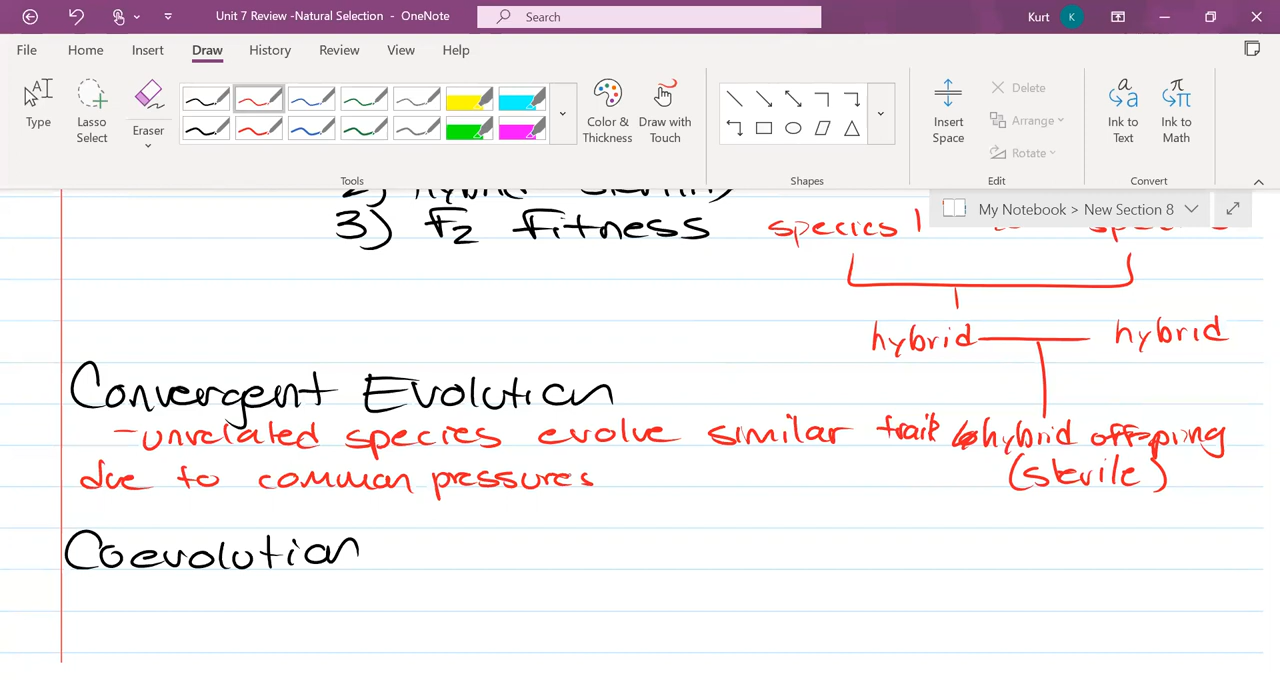 Unit 7 Review -Natural Selection - OneNote
Search
Kurt
K
File Home Insert Draw History Review View Help
Type
Lasso Select
Eraser
Color & Thickness
Draw with Touch
Insert Space
Delete
Arrange
Rotate
Ink to Text
Ink to Math
Tools
Shapes
Edit
Convert
My Notebook > New Section 8
2) Hybrid Sterility
3) F2 Fitness
species 1
hybrid hybrid
Convergent Evolution
-unrelated species evolve similar trait
due to common pressures
hybrid offspring
(sterile)
Coevolution